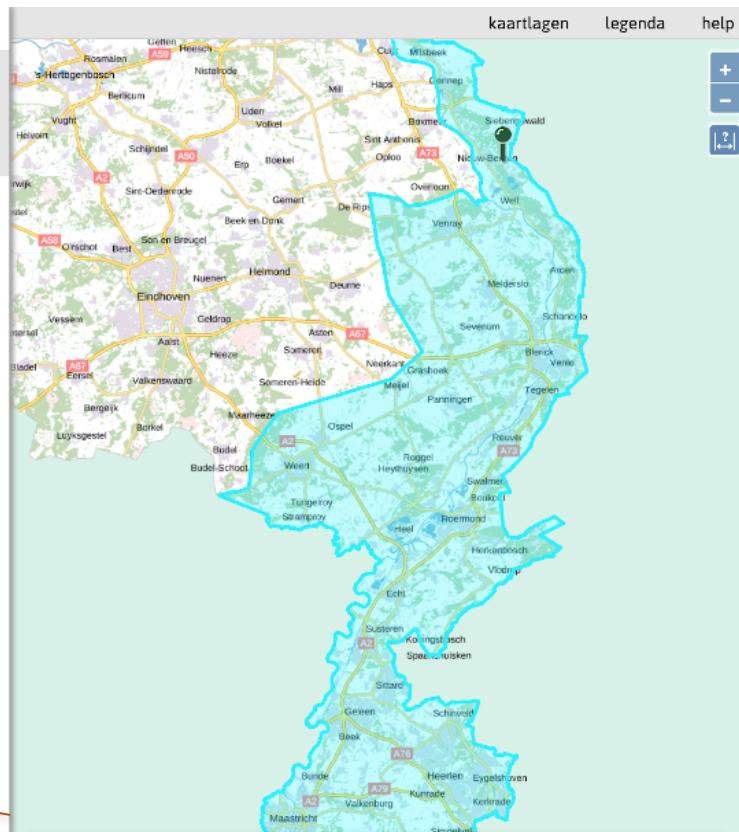 kaartlagen legenda help
+
−
?
Geffen
Heesch
Milsbeek
A59
Rosmalen
Nistelrode
's-Hertogenbosch
Gennep
Mill
Haps
Berlicum
Uden
Vught
Volkel
Boxmeer
Siebengewald
Helvoirt
Schijndel
Sint Anthonis
A50
Oploo
A73
Nieuw-Bergen
Erp
Boekel
A2
Sint-Oedenrode
Overloon
Gemert
De Rips
Well
Beek en Donk
Venray
A58
Oirschot
Best
Son en Breugel
Helmond
Arcen
Nuenen
Deurne
Melderslo
Eindhoven
Vessem
Geldrop
Schandelo
Sevenum
Asten
A67
Aalst
Heeze
Someren
Blerick
Neerkant
Venlo
A67
Grashoek
Bladel
Eersel
Valkenswaard
Someren-Heide
Meijel
Tegelen
Panningen
Bergeijk
Maarheeze
Borkel
Ospel
Luyksgestel
A2
Reuver
Budel
A73
Roggel
Budel-Schoot
Weert
Heythuysen
Swalmen
Boukoul
Tungelroy
Stramproy
Roermond
Heel
Herkenbosch
Vlodrop
Echt
Susteren
Koningsbosch
A2
Spaanshuisken
Sittard
Geleen
Schinveld
Beek
A76
Bunde
Heerlen
Eygelshoven
A79
Kunrade
A2
Valkenburg
Kerkrade
Maastricht
Simpelveld